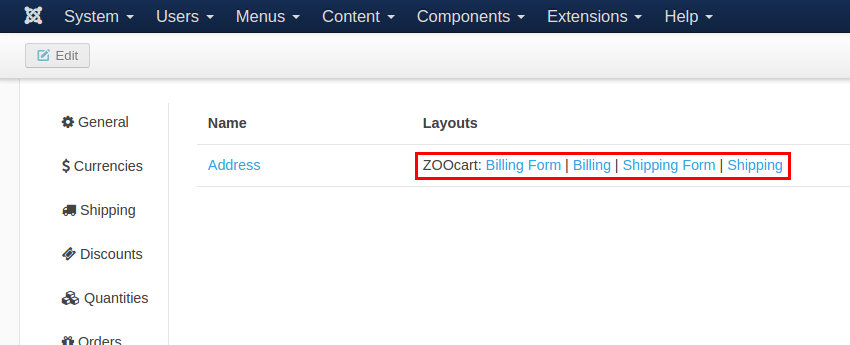 System Users Menus Content Components Extensions Help
Edit
General
Currencies
Shipping
Discounts
Quantities
Orders
Name Layouts
Address ZOOcart: Billing Form | Billing | Shipping Form | Shipping